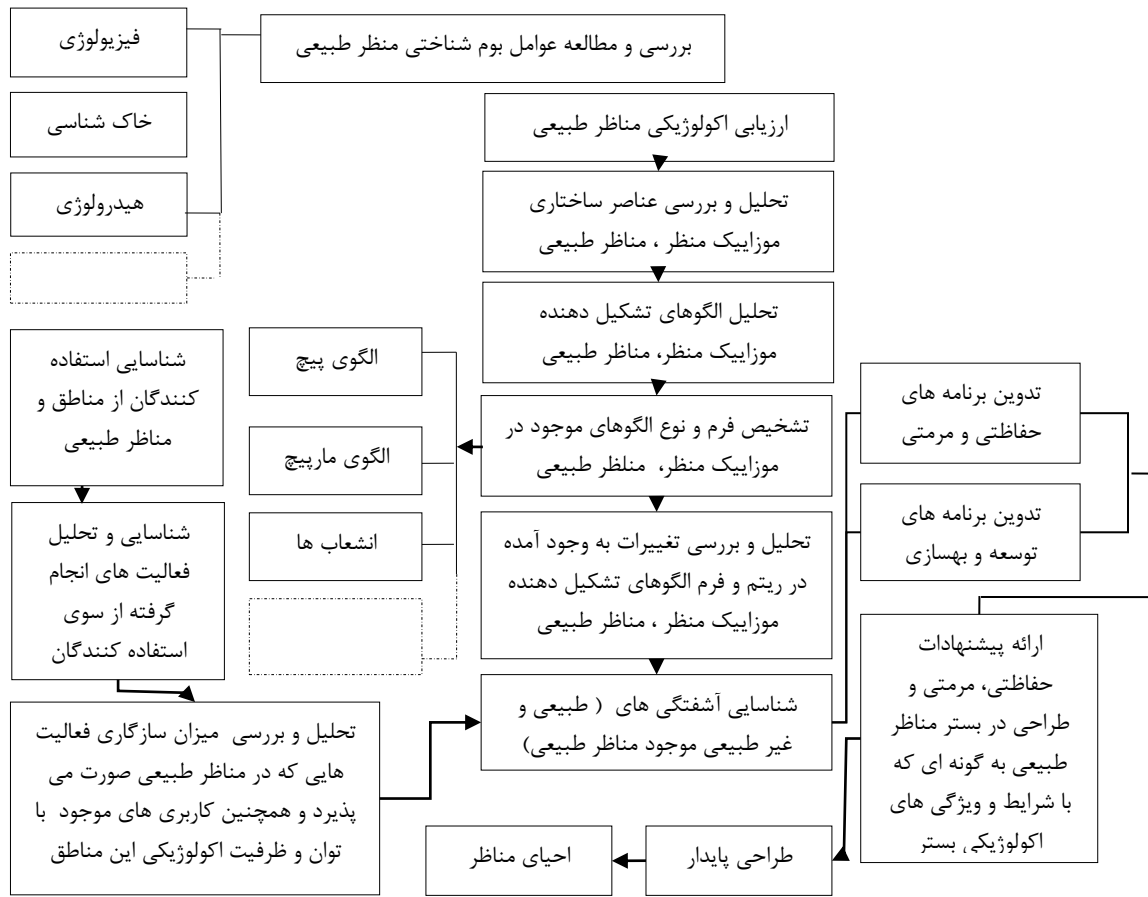 بررسی و مطالعه عوامل بوم شناختی منظر طبیعی
فیزیولوژی
خاک شناسی
هیدرولوژی
ارزیابی اکولوژیکی مناظر طبیعی
تحلیل و بررسی عناصر ساختاری
موزاییک منظر ، مناظر طبیعی
تحلیل الگوهای تشکیل دهنده
موزاییک منظر، مناظر طبیعی
تشخیص فرم و نوع الگوهای موجود در
موزاییک منظر، منلظر طبیعی
الگوی پیچ
الگوی مارپیچ
انشعاب ها
تحلیل و بررسی تغییرات به وجود آمده
در ریتم و فرم الگوهای تشکیل دهنده
موزاییک منظر ، مناظر طبیعی
شناسایی استفاده
کنندگان از مناطق و
مناظر طبیعی
شناسایی و تحلیل
فعالیت های انجام
گرفته از سوی
استفاده کنندگان
تحلیل و بررسی میزان سازگاری فعالیت
هایی که در مناظر طبیعی صورت می
پذیرد و همچنین کاربری های موجود با
توان و ظرفیت اکولوژیکی این مناطق
شناسایی آشفتگی های ( طبیعی و
غیر طبیعی موجود مناظر طبیعی)
تدوین برنامه های
حفاظتی و مرمتی
تدوین برنامه های
توسعه و بهسازی
ارائه پیشنهادات
حفاظتی، مرمتی و
طراحی در بستر مناظر
طبیعی به گونه ای که
با شرایط و ویژگی های
اکولوژیکی بستر
طراحی پایدار
احیای مناظر